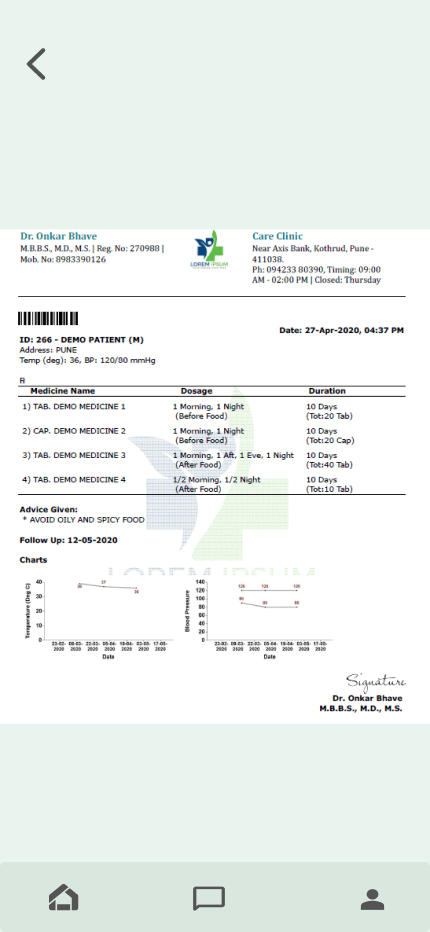 Dr. Onkar Bhave
M.B.B.S., M.D., M.S. | Reg. No: 270988 |
Mob. No: 8983390126
LOREM IPSUM
Care Clinic
Near Axis Bank, Kothrud, Pune -
411038.
Ph: 094233 80390, Timing: 09:00
AM - 02:00 PM | Closed: Thursday
Date: 27-Apr-2020, 04:37 PM
ID: 266 - DEMO PATIENT (M)
Address: PUNE
Temp (deg): 36, BP: 120/80 mmHg
℞
Medicine Name Dosage Duration
1) TAB. DEMO MEDICINE 1 1 Morning, 1 Night 10 Days
(Before Food) (Tot:20 Tab)
2) CAP. DEMO MEDICINE 2 1 Morning, 1 Night 10 Days
(Before Food) (Tot:20 Cap)
3) TAB. DEMO MEDICINE 3 1 Morning, 1 Aft, 1 Eve, 1 Night 10 Days
(After Food) (Tot:40 Tab)
4) TAB. DEMO MEDICINE 4 1/2 Morning, 1/2 Night 10 Days
(After Food) (Tot:10 Tab)
Advice Given:
* AVOID OILY AND SPICY FOOD
Follow Up: 12-05-2020
LOREM IPSUM
Charts
Temperature (Deg C)
40
30
20
10
0
37
36
23-02-2020 08-03-2020 22-03-2020 05-04-2020 19-04-2020 03-05-2020 17-05-2020
Date
Blood Pressure
140
120
100
80
60
40
20
0
23-02-2020 09-03-2020 22-03-2020 05-04-2020 19-04-2020 03-05-2020 17-05-2020
Date
Signature
Dr. Onkar Bhave
M.B.B.S., M.D., M.S.